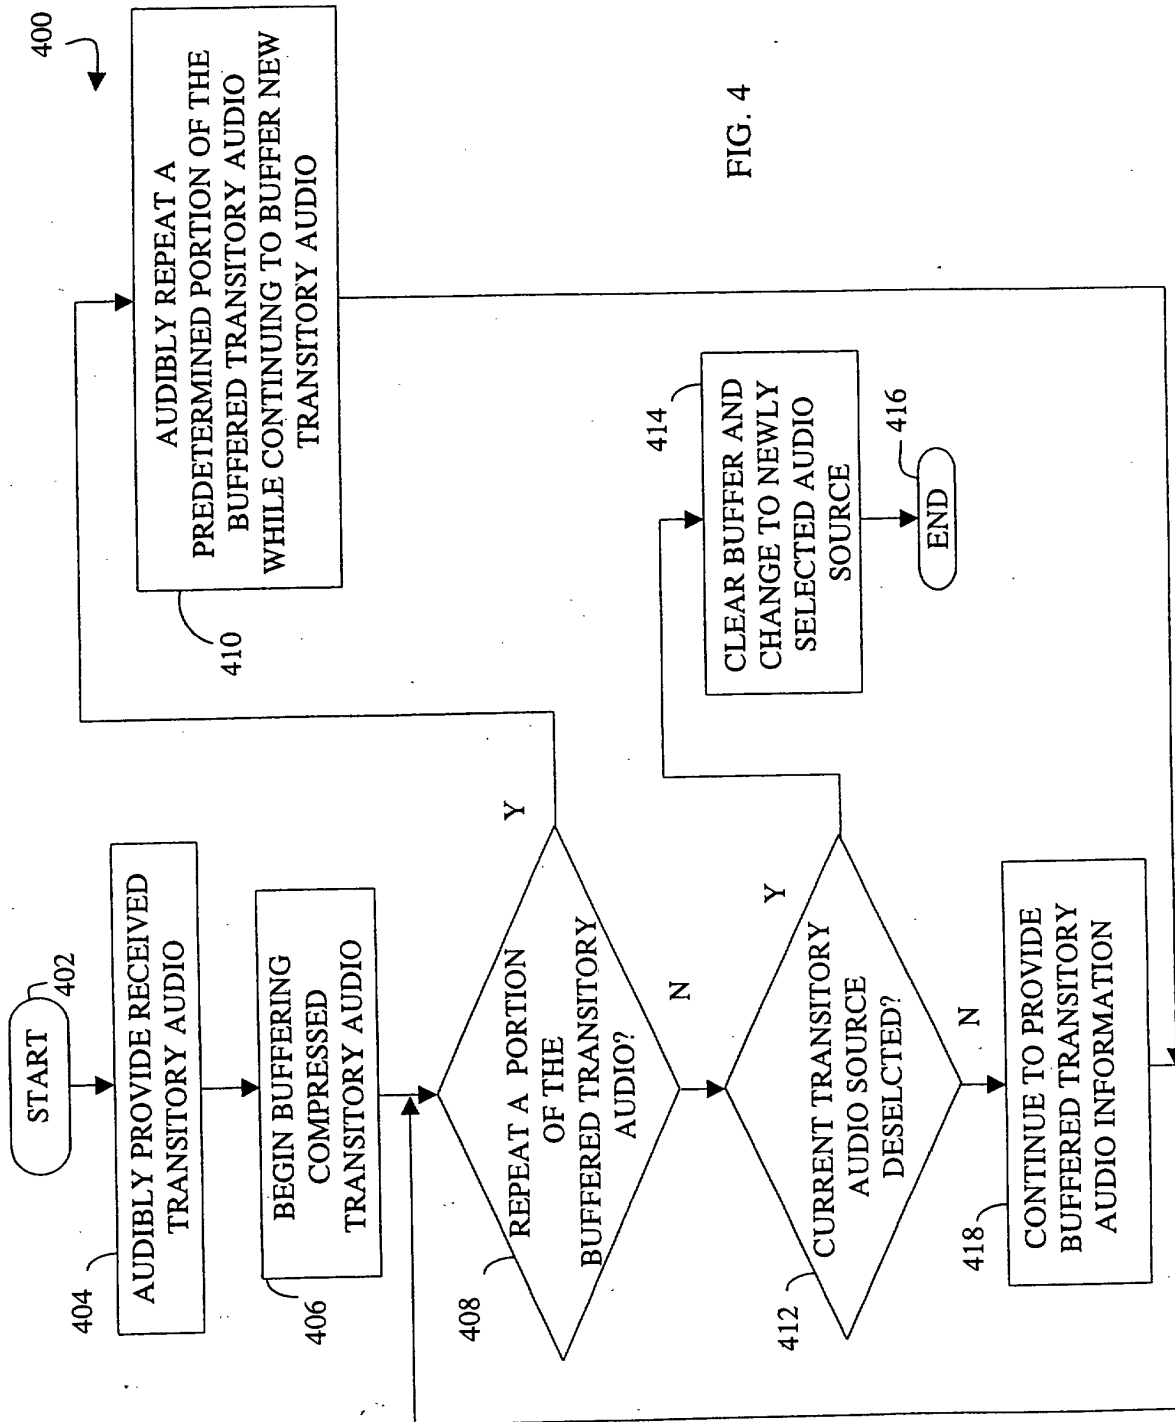 400
START
402
AUDIBLY PROVIDE RECEIVED
TRANSITORY AUDIO
404
BEGIN BUFFERING
COMPRESSED
TRANSITORY AUDIO
406
REPEAT A PORTION
OF THE
BUFFERED TRANSITORY
AUDIO?
408
Y
N
AUDIBLY REPEAT A
PREDETERMINED PORTION OF THE
BUFFERED TRANSITORY AUDIO
WHILE CONTINUING TO BUFFER NEW
TRANSITORY AUDIO
410
CURRENT TRANSITORY
AUDIO SOURCE
DESELCTED?
412
Y
N
CLEAR BUFFER AND
CHANGE TO NEWLY
SELECTED AUDIO
SOURCE
414
END
416
CONTINUE TO PROVIDE
BUFFERED TRANSITORY
AUDIO INFORMATION
418
FIG. 4